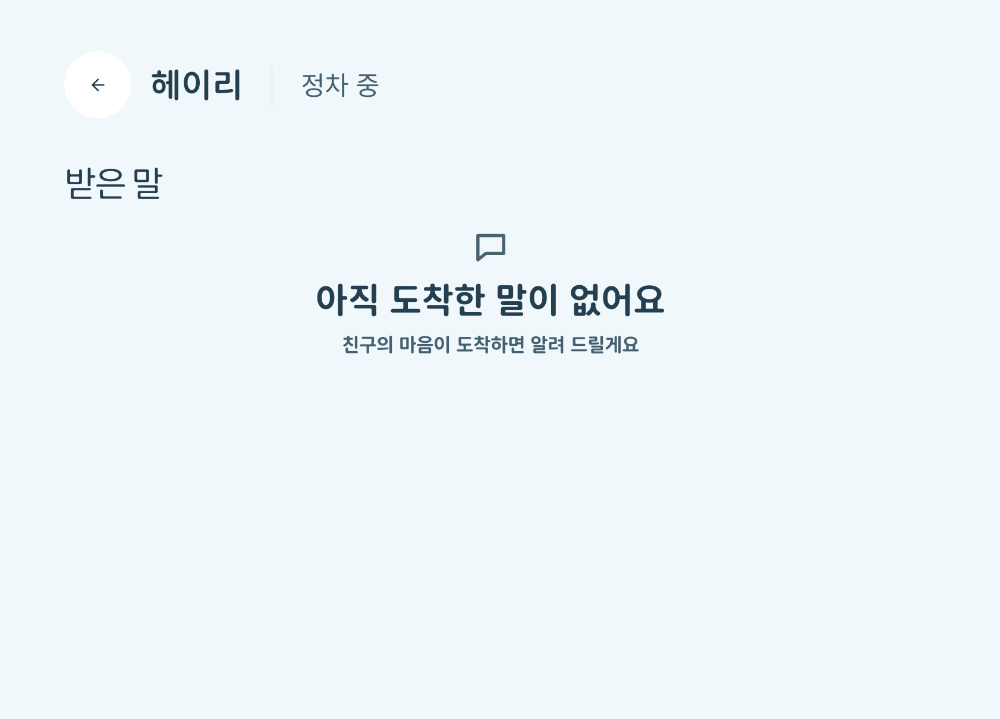 헤이리
정차 중
받은 말
아직 도착한 말이 없어요
친구의 마음이 도착하면 알려 드릴게요